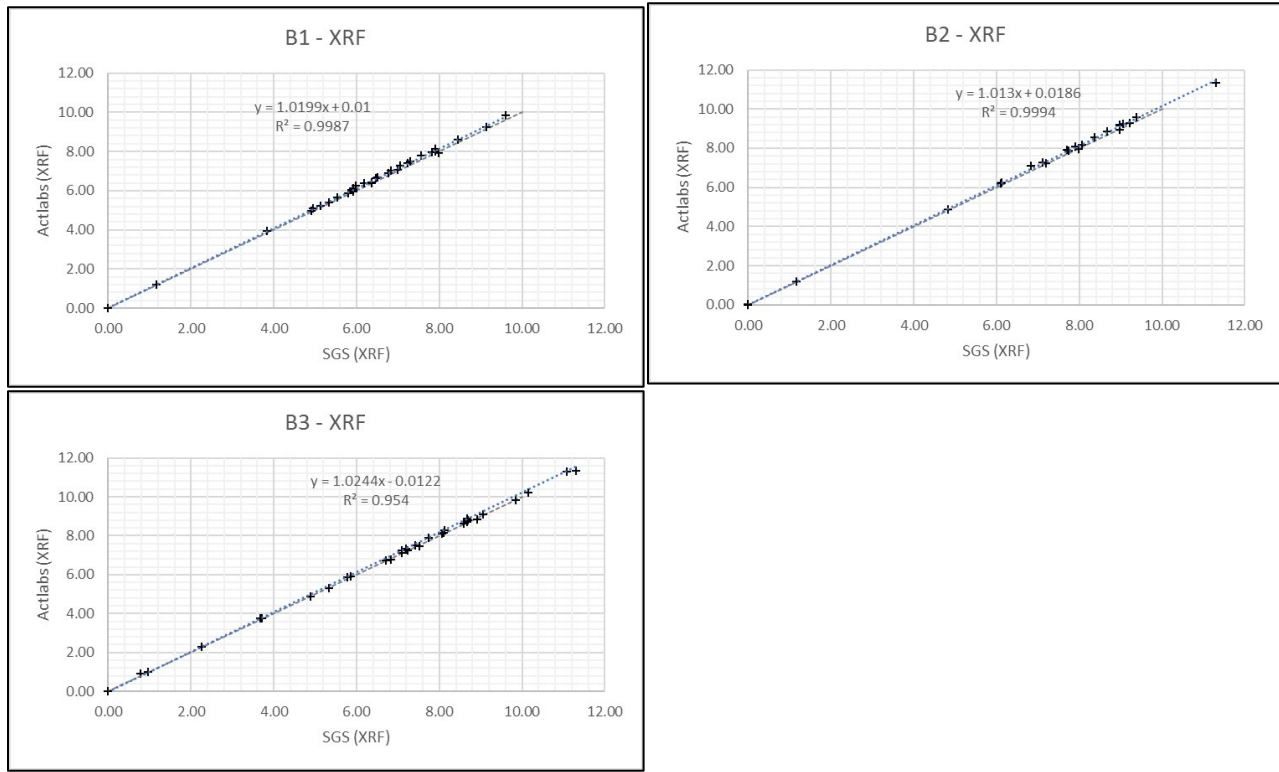 B1 - XRF
y = 1.0199x + 0.01
R² = 0.9987
12.00
10.00
8.00
6.00
4.00
2.00
0.00
Actlabs (XRF)
0.00 2.00 4.00 6.00 8.00 10.00 12.00
SGS (XRF)
B2 - XRF
y = 1.013x + 0.0186
R² = 0.9994
12.00
10.00
8.00
6.00
4.00
2.00
0.00
Actlabs (XRF)
0.00 2.00 4.00 6.00 8.00 10.00 12.00
SGS (XRF)
B3 - XRF
y = 1.0244x - 0.0122
R² = 0.954
12.00
10.00
8.00
6.00
4.00
2.00
0.00
Actlabs (XRF)
0.00 2.00 4.00 6.00 8.00 10.00 12.00
SGS (XRF)